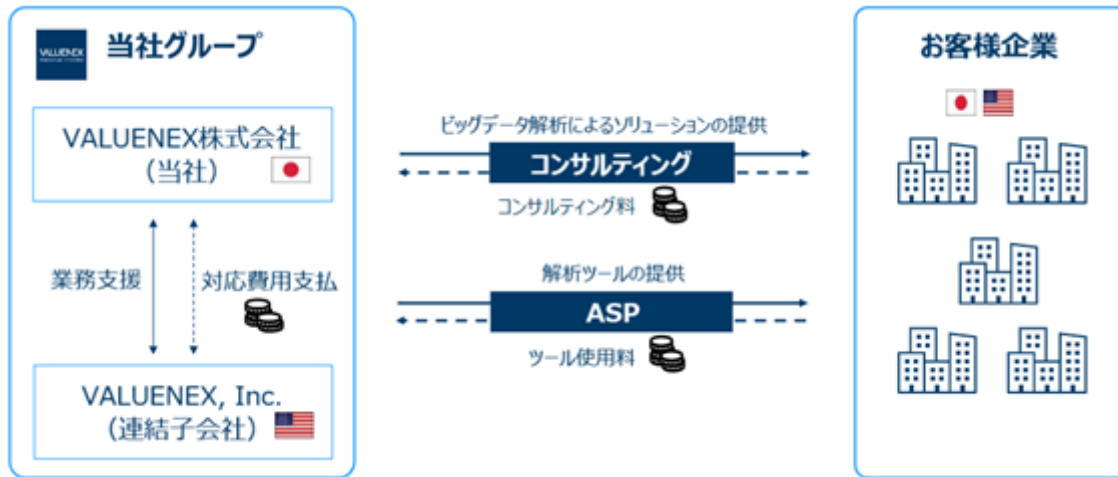 VALUENEX
当社グループ
VALUENEX株式会社
（当社）
業務支援
対応費用支払
VALUENEX, Inc.
（連結子会社）
ビッグデータ解析によるソリューションの提供
コンサルティング
コンサルティング料
解析ツールの提供
ASP
ツール使用料
お客様企業